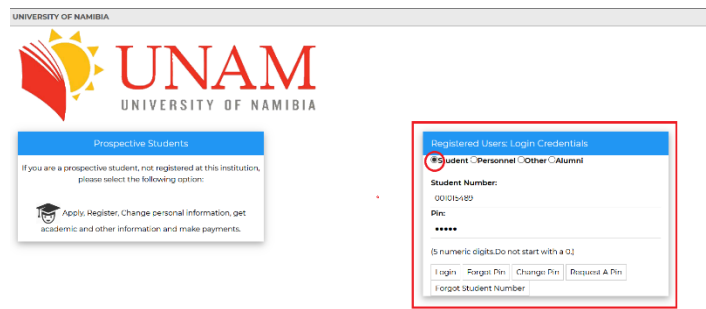 UNIVERSITY OF NAMIBIA
UNAM
UNIVERSITY OF NAMIBIA
Prospective Students
If you are a prospective student, not registered at this institution,
please select the following option:
Apply, Register, Change personal information, get
academic and other information and make payments.
Registered Users: Login Credentials
Student Personnel Other Alumni
Student Number:
001015489
Pin:
•••••
(5 numeric digits.Do not start with a 0.)
Login Forgot Pin Change Pin Request A Pin
Forgot Student Number